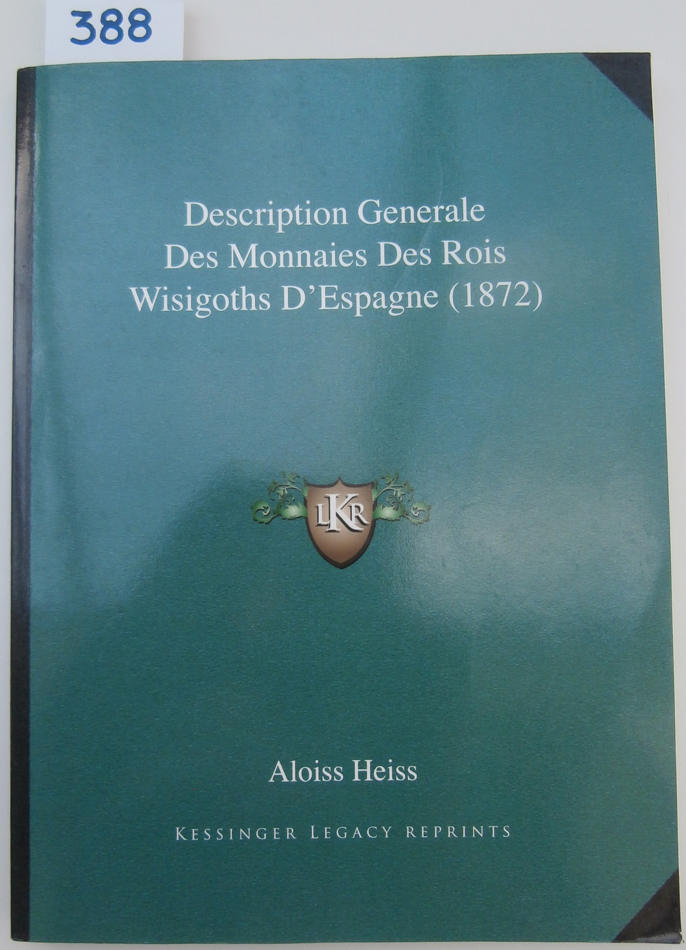 388
Description Generale
Des Monnaies Des Rois
Wisigoths D'Espagne (1872)
LKR
Aloiss Heiss
KESSINGER LEGACY REPRINTS